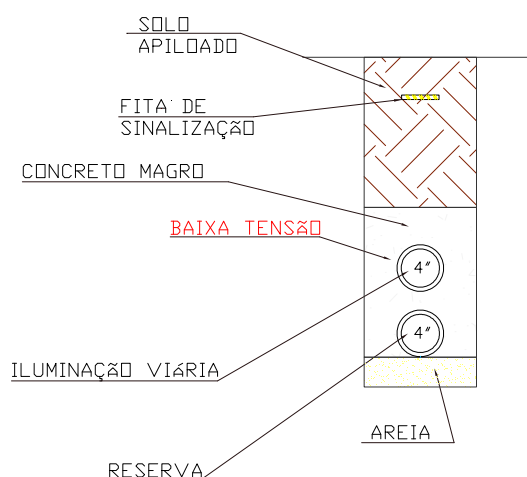 SOLO
APILOADO
FITA DE
SINALIZAÇÃO
CONCRETO MAGRO
BAIXA TENSÃO
4"
4"
ILUMINAÇÃO VIÁRIA
AREIA
RESERVA